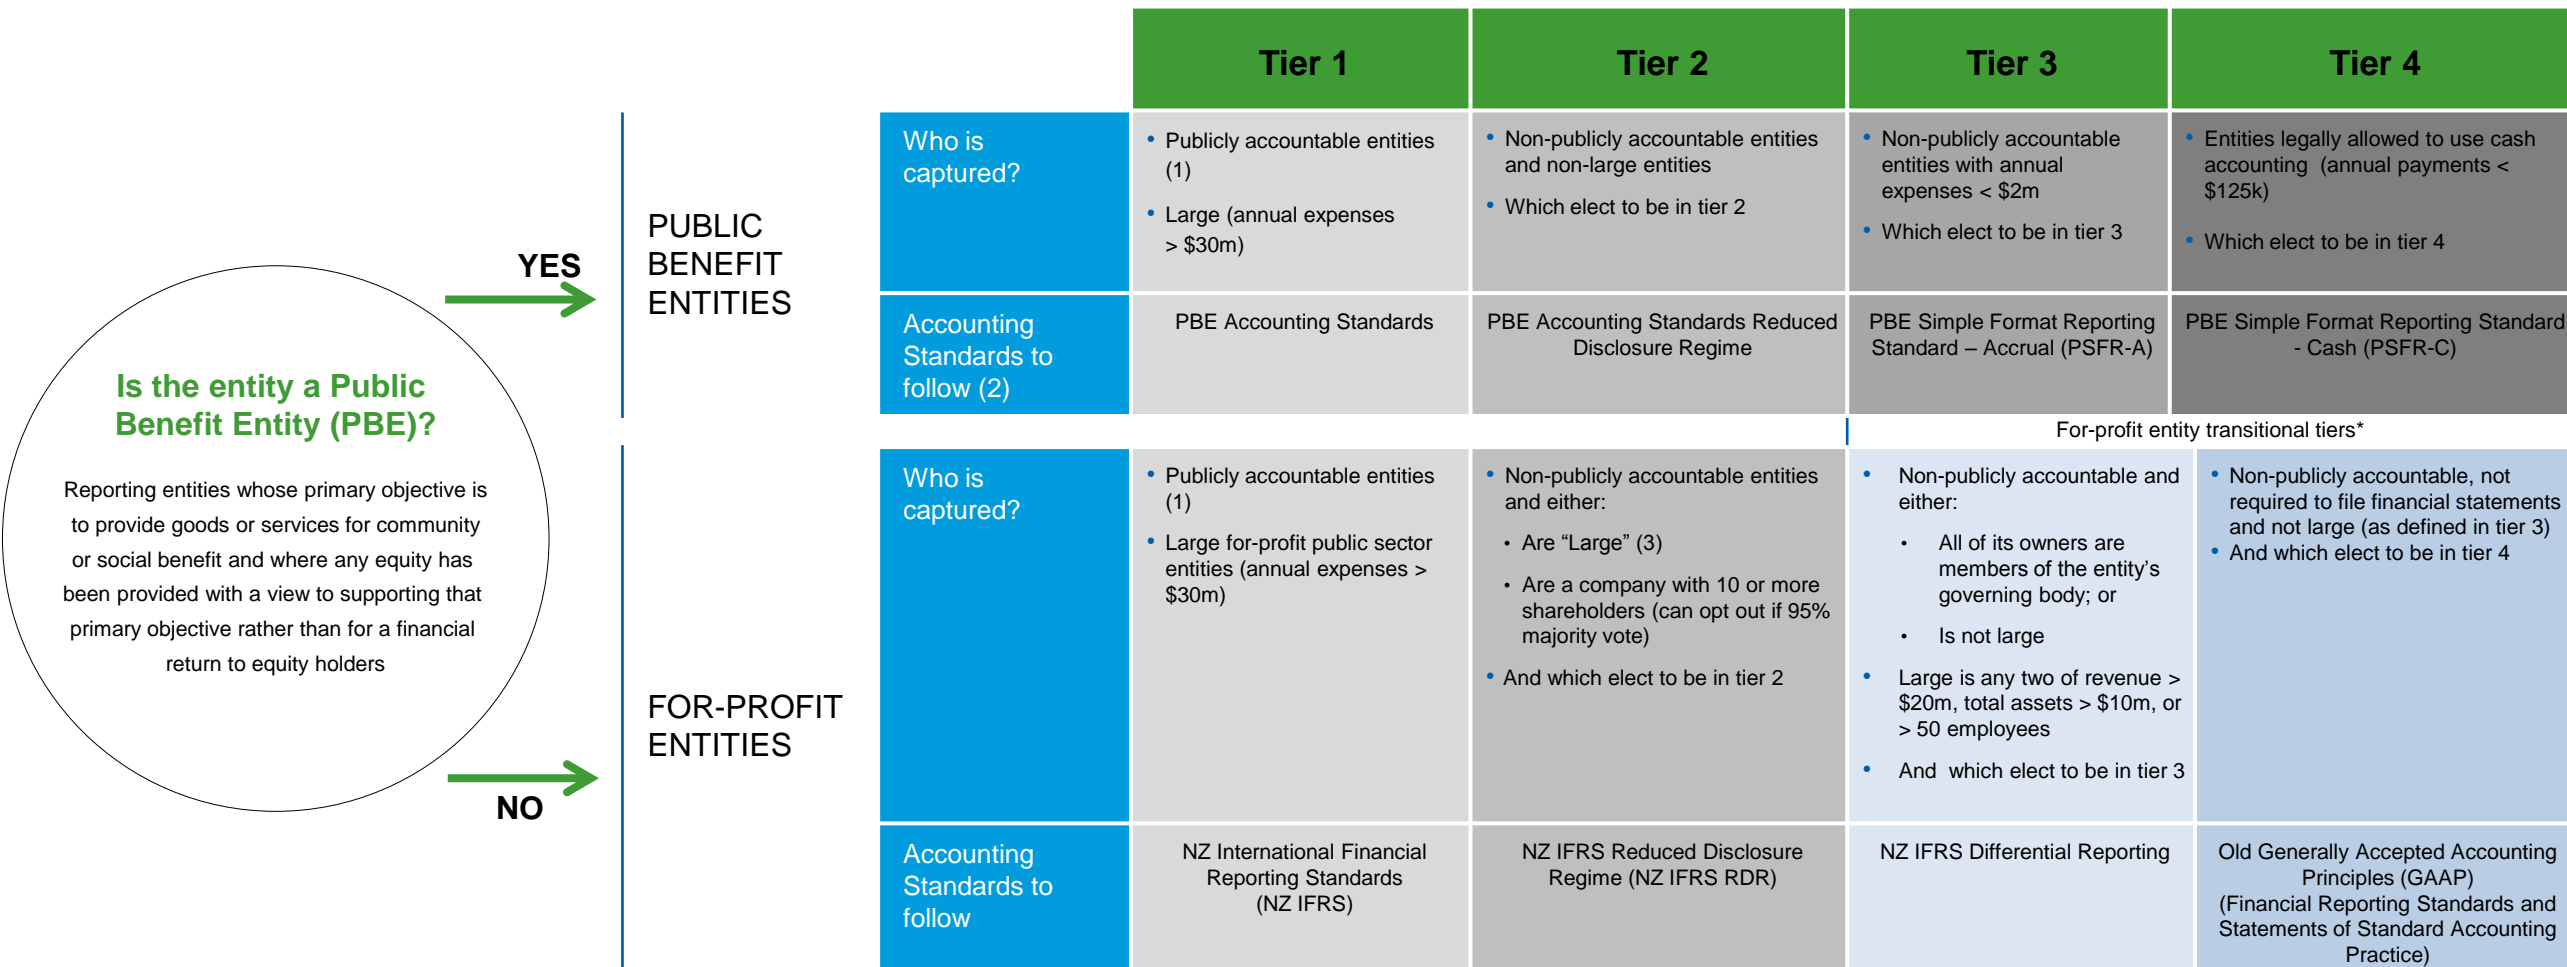 Tier 1
Tier 2
Tier 3
Tier 4
Is the entity a Public
Benefit Entity (PBE)?
Reporting entities whose primary objective is
to provide goods or services for community
or social benefit and where any equity has
been provided with a view to supporting that
primary objective rather than for a financial
return to equity holders
YES
NO
PUBLIC
BENEFIT
ENTITIES
Who is
captured?
• Publicly accountable entities
(1)
• Large (annual expenses
> $30m)
• Non-publicly accountable entities
and non-large entities
• Which elect to be in tier 2
• Non-publicly accountable
entities with annual
expenses < $2m
• Which elect to be in tier 3
• Entities legally allowed to use cash
accounting (annual payments <
$125k)
• Which elect to be in tier 4
Accounting
Standards to
follow (2)
PBE Accounting Standards
PBE Accounting Standards Reduced
Disclosure Regime
PBE Simple Format Reporting
Standard – Accrual (PSFR-A)
PBE Simple Format Reporting Standard
- Cash (PSFR-C)
For-profit entity transitional tiers*
FOR-PROFIT
ENTITIES
Who is
captured?
• Publicly accountable entities
(1)
• Large for-profit public sector
entities (annual expenses >
$30m)
• Non-publicly accountable entities
and either:
• Are “Large” (3)
• Are a company with 10 or more
shareholders (can opt out if 95%
majority vote)
• And which elect to be in tier 2
• Non-publicly accountable and
either:
• All of its owners are
members of the entity’s
governing body; or
• Is not large
• Large is any two of revenue >
$20m, total assets > $10m, or
> 50 employees
• And which elect to be in tier 3
• Non-publicly accountable, not
required to file financial statements
and not large (as defined in tier 3)
• And which elect to be in tier 4
Accounting
Standards to
follow
NZ International Financial
Reporting Standards
(NZ IFRS)
NZ IFRS Reduced Disclosure
Regime (NZ IFRS RDR)
NZ IFRS Differential Reporting
Old Generally Accepted Accounting
Principles (GAAP)
(Financial Reporting Standards and
Statements of Standard Accounting
Practice)